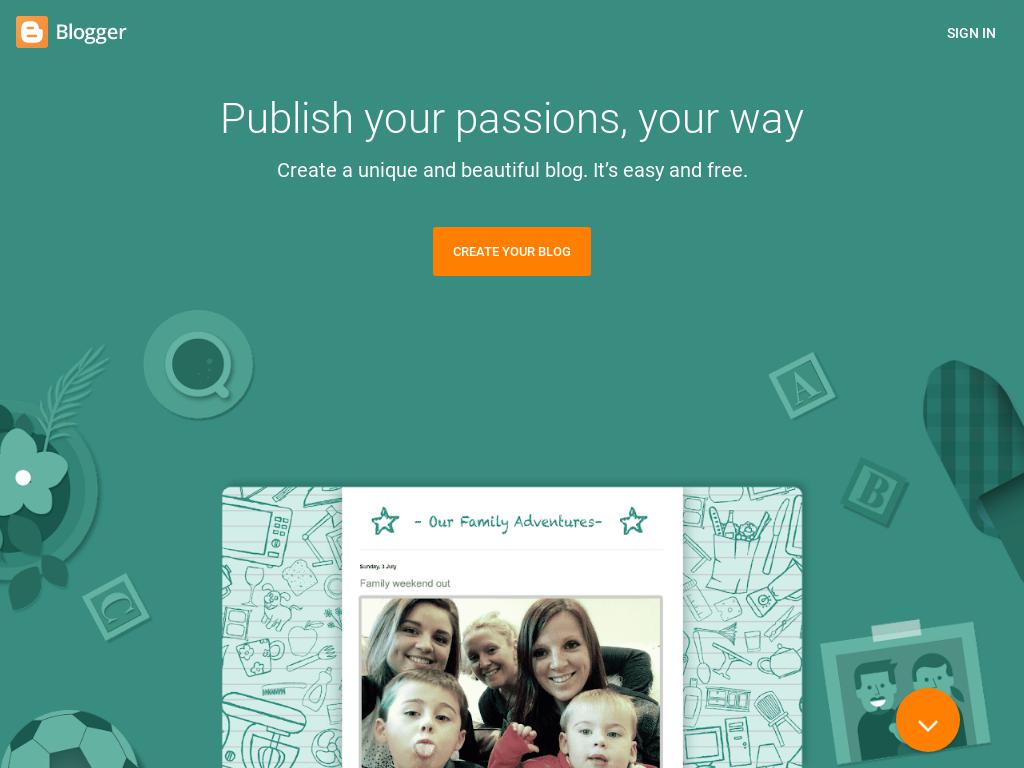 Blogger
SIGN IN
Publish your passions, your way
Create a unique and beautiful blog. It's easy and free.
CREATE YOUR BLOG
A
B
- Our Family Adventures-
Sunday, 3 July
Family weekend out
C